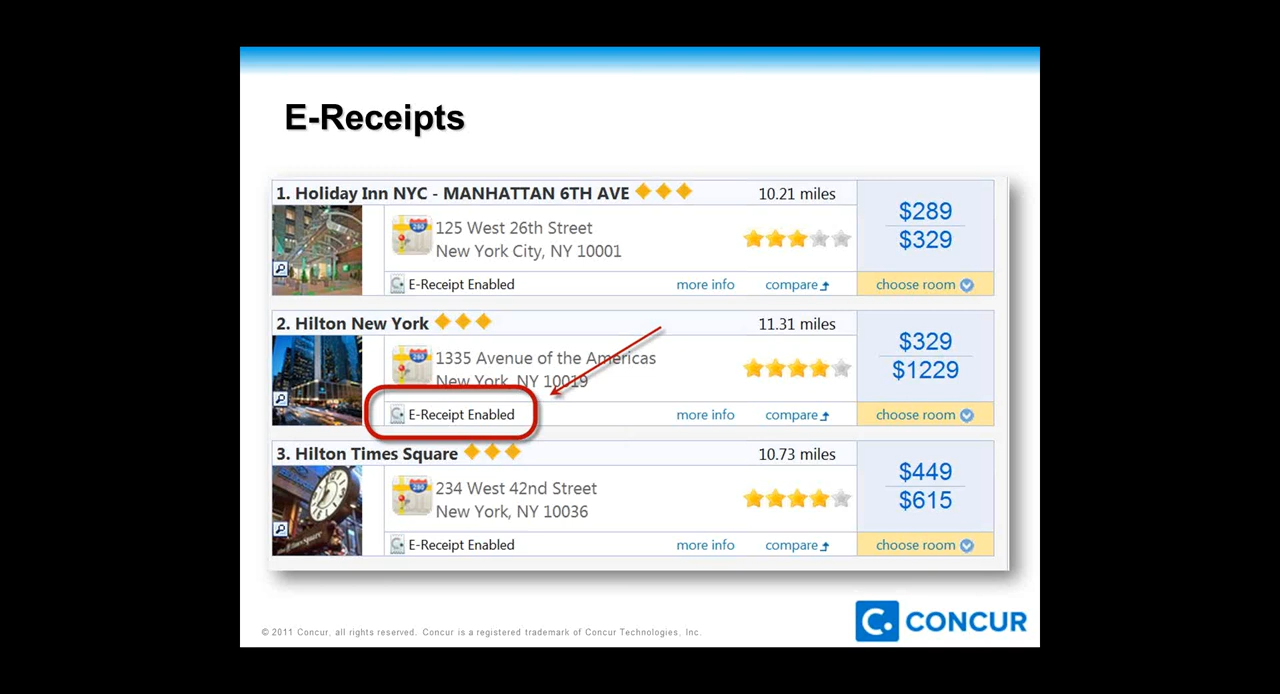 E-Receipts
1. Holiday Inn NYC - MANHATTAN 6TH AVE
10.21 miles
$289
$329
125 West 26th Street
New York City, NY 10001
E-Receipt Enabled
more info
compare
choose room
2. Hilton New York
11.31 miles
$329
$1229
1335 Avenue of the Americas
New York, NY 10019
E-Receipt Enabled
more info
compare
choose room
3. Hilton Times Square
10.73 miles
$449
$615
234 West 42nd Street
New York, NY 10036
E-Receipt Enabled
more info
compare
choose room
© 2011 Concur, all rights reserved. Concur is a registered trademark of Concur Technologies, Inc.
C. CONCUR